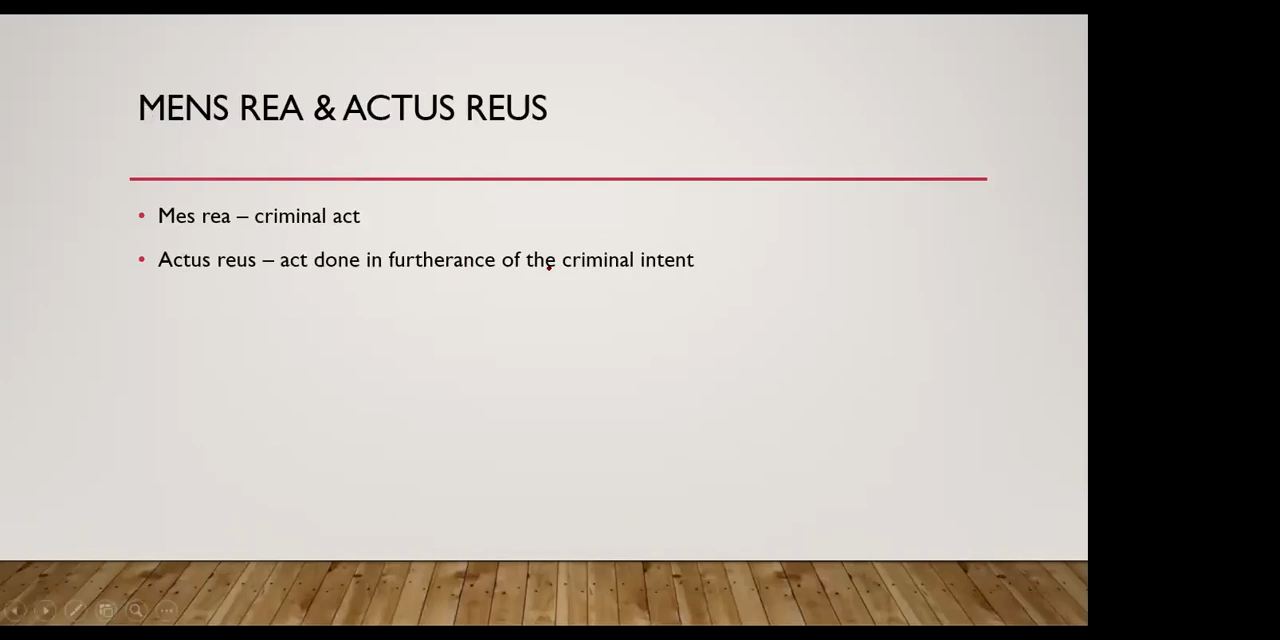 MENS REA & ACTUS REUS
• Mes rea – criminal act
• Actus reus – act done in furtherance of the criminal intent